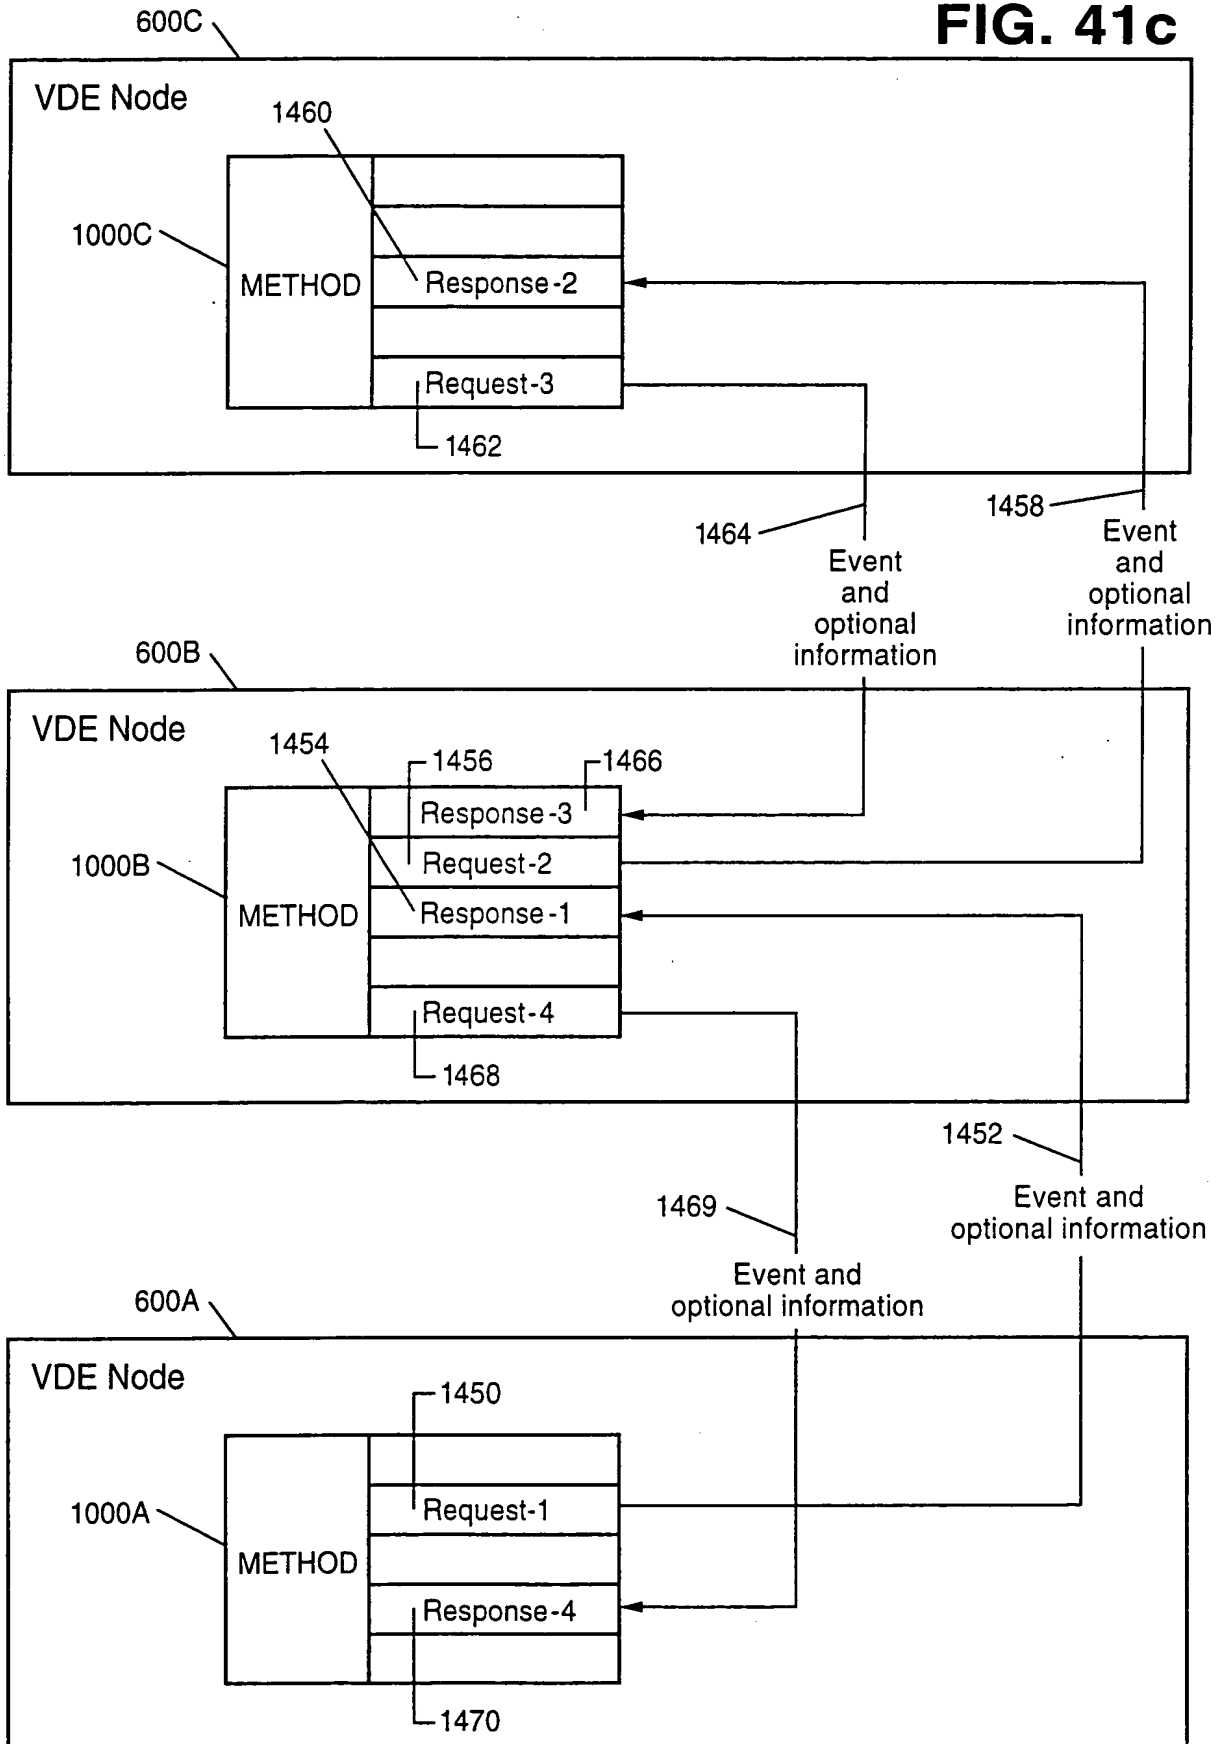 FIG. 41c
600C
VDE Node
1460
1000C
METHOD
Response-2
Request-3
1462
1464
1458
Event
and
optional
information
Event
and
optional
information
600B
VDE Node
1454
1456
1466
1000B
METHOD
Response-3
Request-2
Response-1
Request-4
1468
1452
Event and
optional information
1469
Event and
optional information
600A
VDE Node
1450
1000A
METHOD
Request-1
Response-4
1470